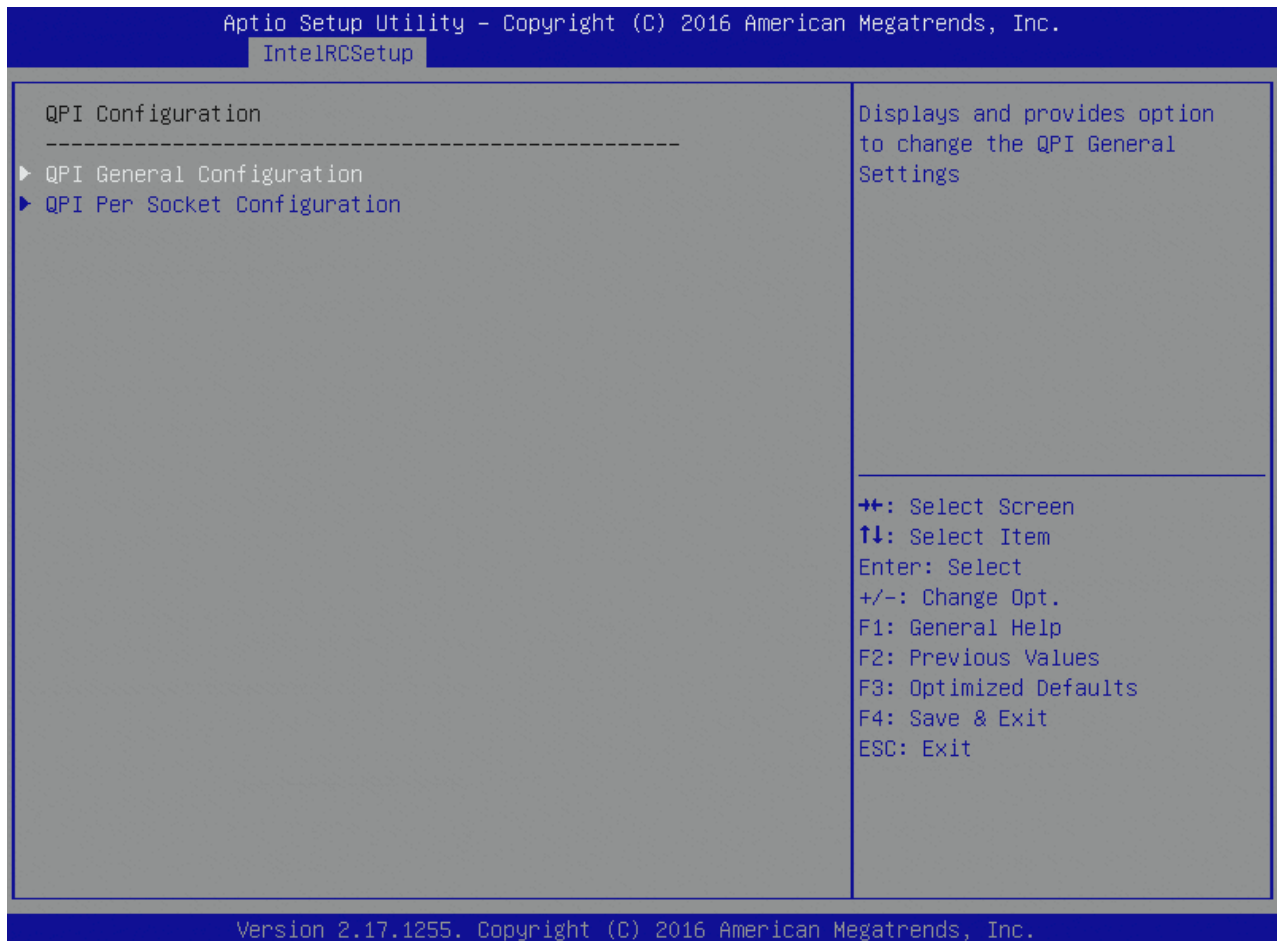 Aptio Setup Utility – Copyright (C) 2016 American Megatrends, Inc.
IntelRCSetup
QPI Configuration
--------------------------------------------------
▶ QPI General Configuration
▶ QPI Per Socket Configuration
Displays and provides option
to change the QPI General
Settings
→←: Select Screen
↑↓: Select Item
Enter: Select
+/-: Change Opt.
F1: General Help
F2: Previous Values
F3: Optimized Defaults
F4: Save & Exit
ESC: Exit
Version 2.17.1255. Copyright (C) 2016 American Megatrends, Inc.